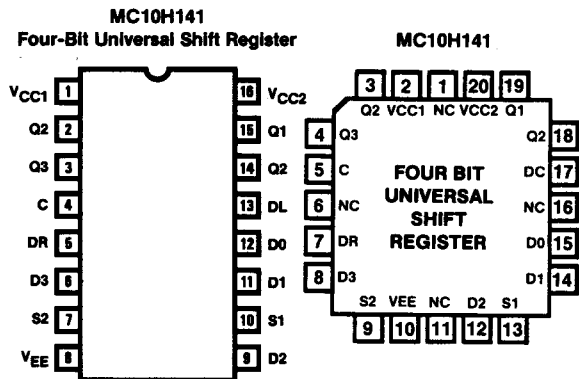 MC10H141
Four-Bit Universal Shift Register
VCC1 1 16 VCC2
Q2 2 15 Q1
Q3 3 14 Q2
C 4 13 DL
DR 5 12 D0
D3 6 11 D1
S2 7 10 S1
VEE 8 9 D2
MC10H141
3 2 1 20 19
Q2 VCC1 NC VCC2 Q1
4 Q3 Q2 18
5 C DC 17
6 NC NC 16
7 DR D0 15
8 D3 D1 14
FOUR BIT
UNIVERSAL
SHIFT
REGISTER
S2 VEE NC D2 S1
9 10 11 12 13